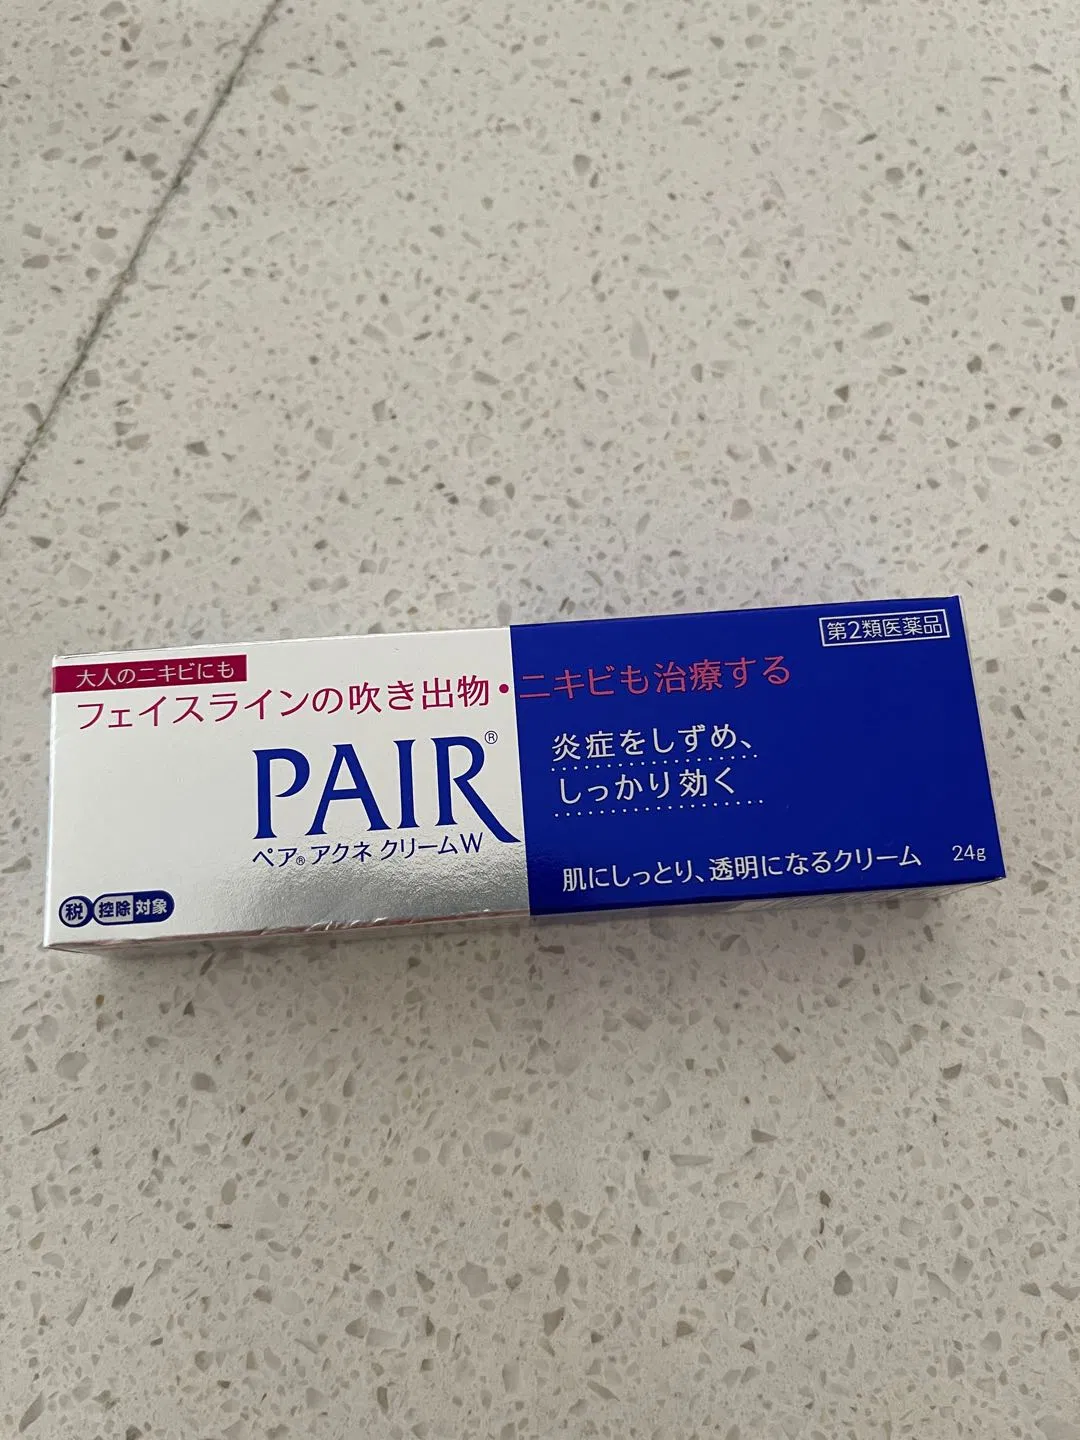 第2類医薬品
大人のニキビにも
フェイスラインの吹き出物・ニキビも治療する
炎症をしずめ、
しっかり効く
PAIR®
ペア®アクネ クリームW
肌にしっとり、透明になるクリーム 24g
税 控除 対象